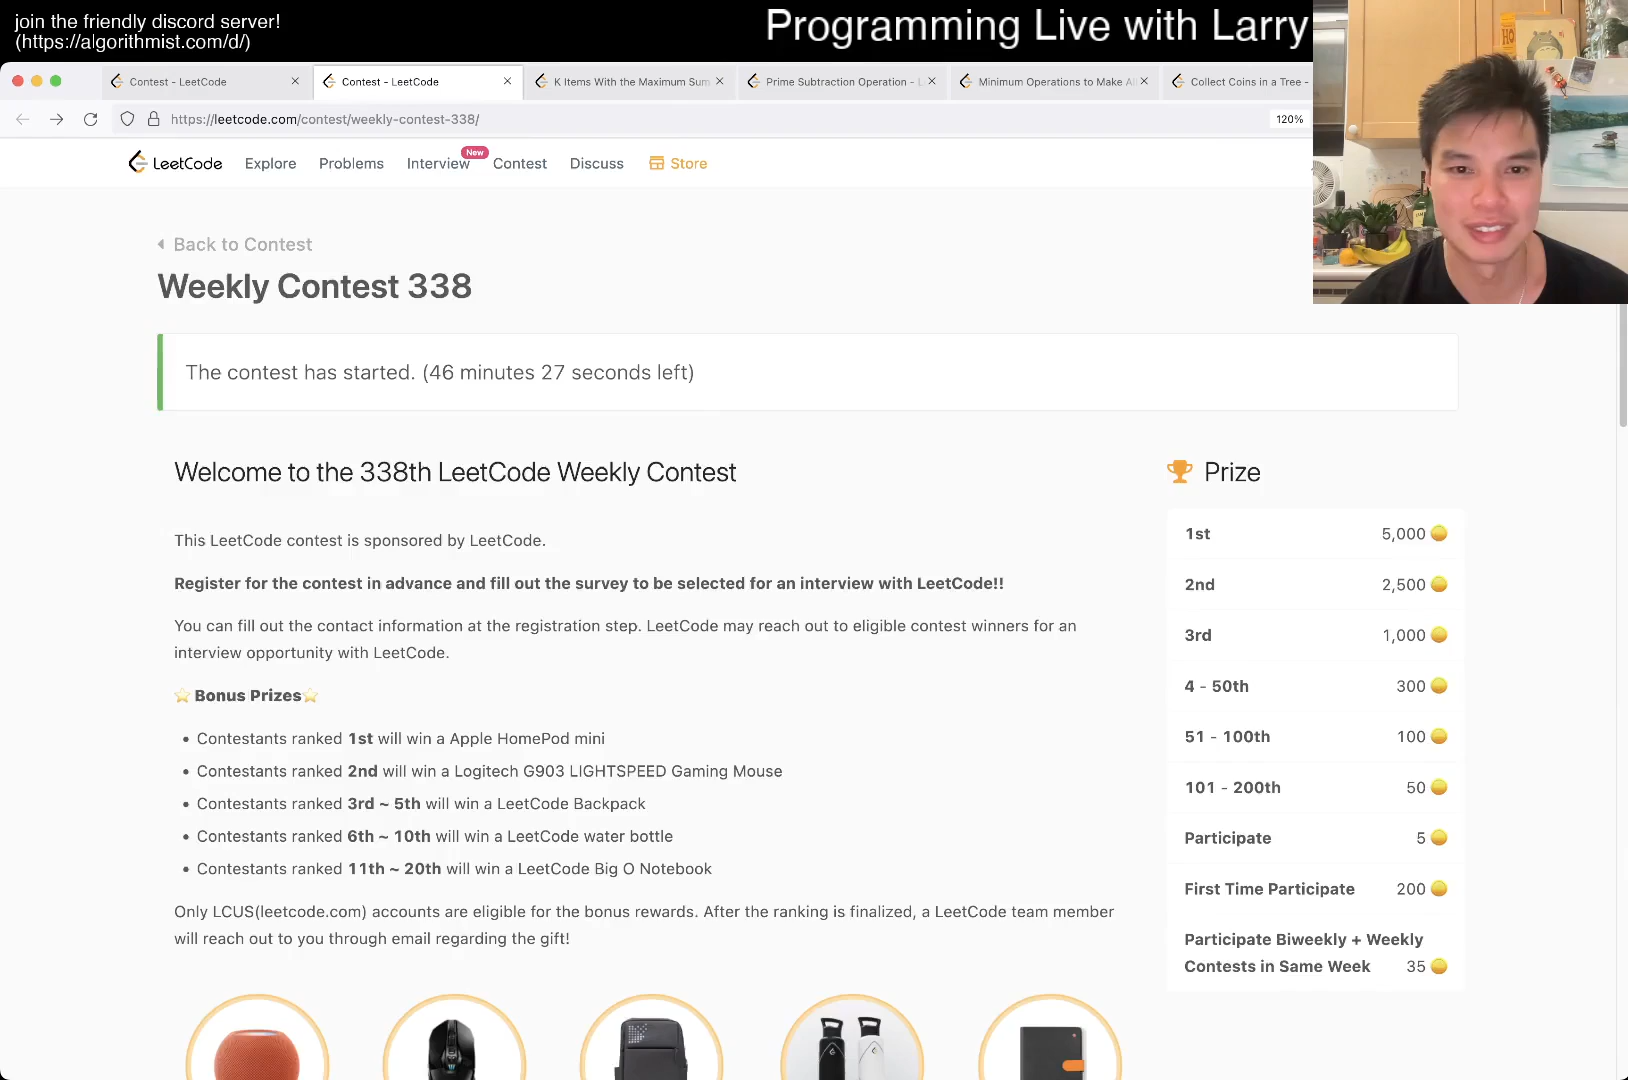 join the friendly discord server!
(https://algorithmist.com/d/)
Programming Live with Larry
Contest - LeetCode
Contest - LeetCode
K Items With the Maximum Sum
Prime Subtraction Operation - L
Minimum Operations to Make Al
Collect Coins in a Tree -
https://leetcode.com/contest/weekly-contest-338/
120%
LeetCode
Explore
Problems
Interview
New
Contest
Discuss
Store
Back to Contest
Weekly Contest 338
The contest has started. (46 minutes 27 seconds left)
Welcome to the 338th LeetCode Weekly Contest
This LeetCode contest is sponsored by LeetCode.
Register for the contest in advance and fill out the survey to be selected for an interview with LeetCode!!
You can fill out the contact information at the registration step. LeetCode may reach out to eligible contest winners for an
interview opportunity with LeetCode.
⭐Bonus Prizes⭐
• Contestants ranked 1st will win a Apple HomePod mini
• Contestants ranked 2nd will win a Logitech G903 LIGHTSPEED Gaming Mouse
• Contestants ranked 3rd ~ 5th will win a LeetCode Backpack
• Contestants ranked 6th ~ 10th will win a LeetCode water bottle
• Contestants ranked 11th ~ 20th will win a LeetCode Big O Notebook
Only LCUS(leetcode.com) accounts are eligible for the bonus rewards. After the ranking is finalized, a LeetCode team member
will reach out to you through email regarding the gift!
Prize
1st 5,000
2nd 2,500
3rd 1,000
4 - 50th 300
51 - 100th 100
101 - 200th 50
Participate 5
First Time Participate 200
Participate Biweekly + Weekly
Contests in Same Week 35